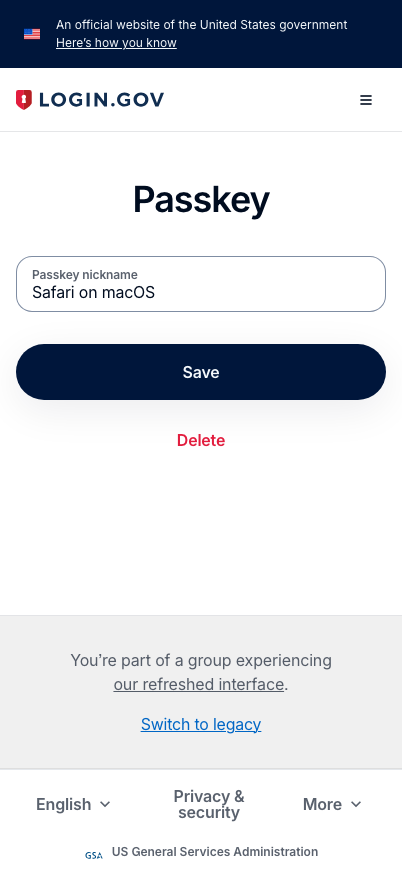 An official website of the United States government
Here’s how you know
LOGIN.GOV
Passkey
Passkey nickname
Safari on macOS
Save
Delete
You’re part of a group experiencing
our refreshed interface.
Switch to legacy
English
Privacy &
security
More
GSA US General Services Administration